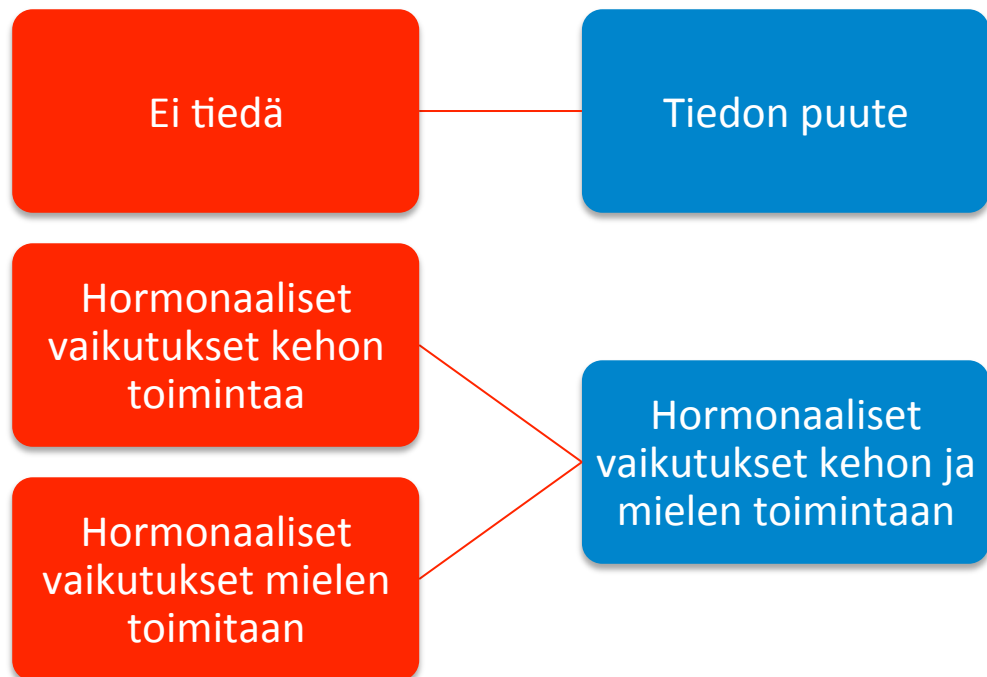 Ei tiedä
Tiedon puute
Hormonaaliset
vaikutukset kehon
toimintaa
Hormonaaliset
vaikutukset mielen
toimitaan
Hormonaaliset
vaikutukset kehon ja
mielen toimintaan